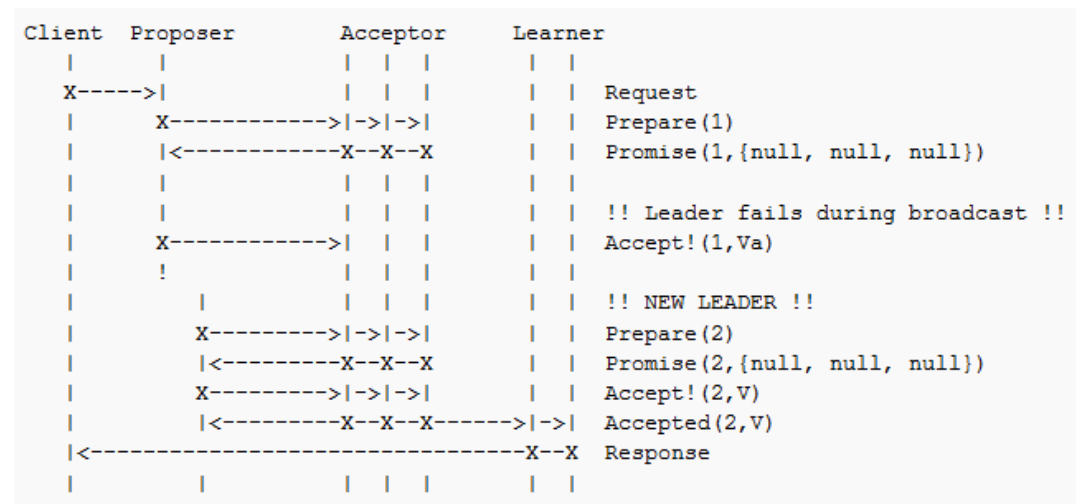 Client  Proposer        Acceptor     Learner
   |       |             |  |  |       |  |
   X----->|             |  |  |       |  |  Request
   |       X------------>|->|->|       |  |  Prepare(1)
   |       |<------------X--X--X       |  |  Promise(1,{null, null, null})
   |       |             |  |  |       |  |
   |       |             |  |  |       |  |  !! Leader fails during broadcast !!
   |       X------------>|  |  |       |  |  Accept!(1,Va)
   |       !             |  |  |       |  |
   |          |          |  |  |       |  |  !! NEW LEADER !!
   |          X--------->|->|->|       |  |  Prepare(2)
   |          |<---------X--X--X       |  |  Promise(2,{null, null, null})
   |          X--------->|->|->|       |  |  Accept!(2,V)
   |          |<---------X--X--X------>|->|  Accepted(2,V)
   |<---------------------------------X--X  Response
   |          |          |  |  |       |  |